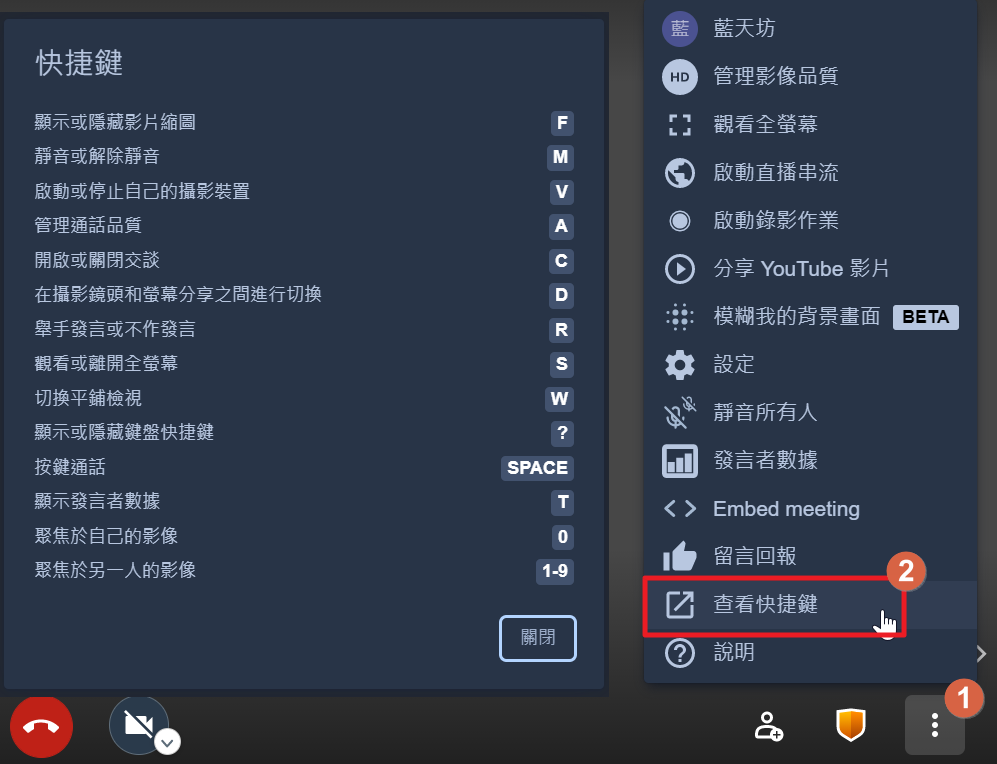 快捷鍵
顯示或隱藏影片縮圖 F
靜音或解除靜音 M
啟動或停止自己的攝影裝置 V
管理通話品質 A
開啟或關閉交談 C
在攝影鏡頭和螢幕分享之間進行切換 D
舉手發言或不作發言 R
觀看或離開全螢幕 S
切換平鋪檢視 W
顯示或隱藏鍵盤快捷鍵 ?
按鍵通話 SPACE
顯示發言者數據 T
聚焦於自己的影像 0
聚焦於另一人的影像 1-9
關閉
藍 藍天坊
HD 管理影像品質
觀看全螢幕
啟動直播串流
啟動錄影作業
分享 YouTube 影片
模糊我的背景畫面 BETA
設定
靜音所有人
發言者數據
Embed meeting
留言回報
2
查看快捷鍵
? 說明
1